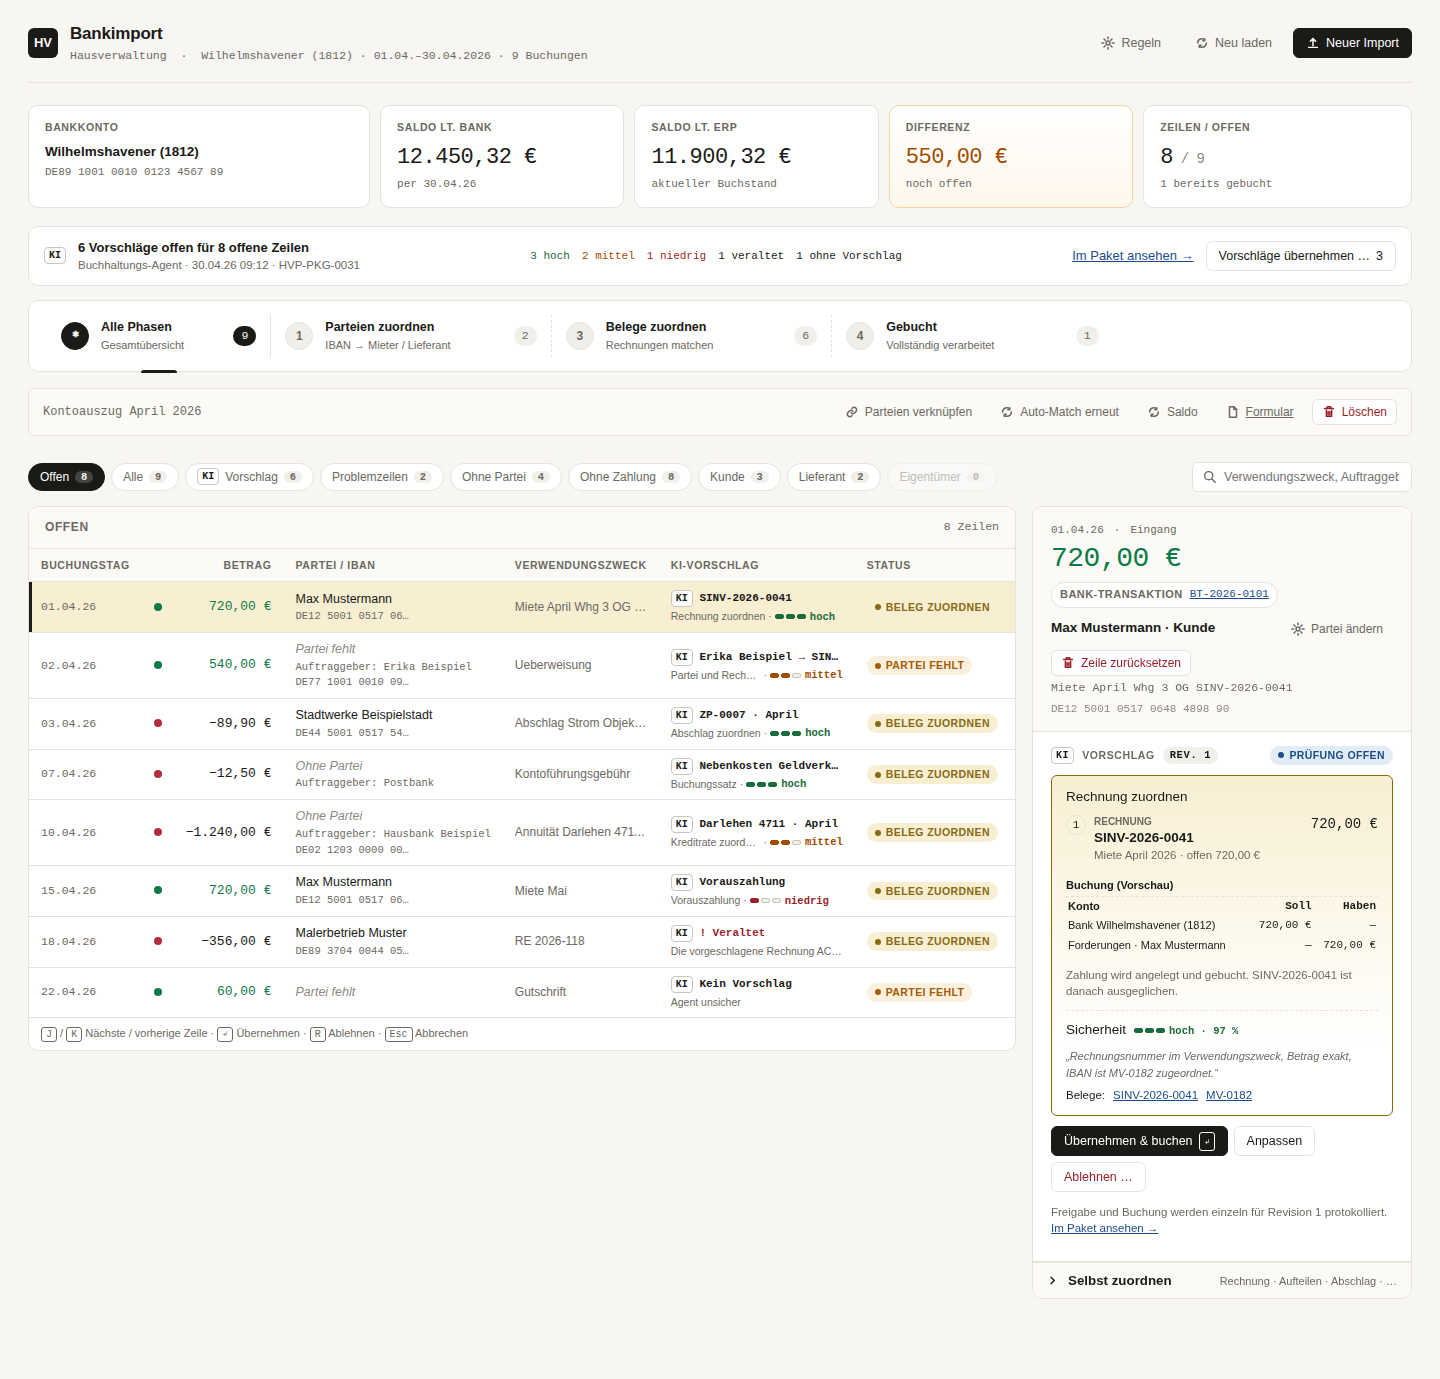 HV
Bankimport
Hausverwaltung · Wilhelmshavener (1812) · 01.04.–30.04.2026 · 9 Buchungen
Regeln
Neu laden
Neuer Import
BANKKONTO
Wilhelmshavener (1812)
DE89 1001 0010 0123 4567 89
SALDO LT. BANK
12.450,32 €
per 30.04.26
SALDO LT. ERP
11.900,32 €
aktueller Buchstand
DIFFERENZ
550,00 €
noch offen
ZEILEN / OFFEN
8 / 9
1 bereits gebucht
KI
6 Vorschläge offen für 8 offene Zeilen
Buchhaltungs-Agent · 30.04.26 09:12 · HVP-PKG-0031
3 hoch 2 mittel 1 niedrig 1 veraltet 1 ohne Vorschlag
Im Paket ansehen →
Vorschläge übernehmen … 3
*
Alle Phasen
Gesamtübersicht
9
1
Parteien zuordnen
IBAN → Mieter / Lieferant
2
3
Belege zuordnen
Rechnungen matchen
6
4
Gebucht
Vollständig verarbeitet
1
Kontoauszug April 2026
Parteien verknüpfen
Auto-Match erneut
Saldo
Formular
Löschen
Offen 8
Alle 9
KI Vorschlag 6
Problemzeilen 2
Ohne Partei 4
Ohne Zahlung 8
Kunde 3
Lieferant 2
Eigentümer 0
Verwendungszweck, Auftraggeb
OFFEN
8 Zeilen
BUCHUNGSTAG BETRAG PARTEI / IBAN VERWENDUNGSZWECK KI-VORSCHLAG STATUS
01.04.26 720,00 € Max Mustermann
DE12 5001 0517 06…
Miete April Whg 3 OG …
KI SINV-2026-0041
Rechnung zuordnen · hoch
BELEG ZUORDNEN
02.04.26 540,00 € Partei fehlt
Auftraggeber: Erika Beispiel
DE77 1001 0010 09…
Ueberweisung
KI Erika Beispiel → SIN…
Partei und Rech… · mittel
PARTEI FEHLT
03.04.26 −89,90 € Stadtwerke Beispielstadt
DE44 5001 0517 54…
Abschlag Strom Objek…
KI ZP-0007 · April
Abschlag zuordnen · hoch
BELEG ZUORDNEN
07.04.26 −12,50 € Ohne Partei
Auftraggeber: Postbank
Kontoführungsgebühr
KI Nebenkosten Geldverk…
Buchungssatz · hoch
BELEG ZUORDNEN
10.04.26 −1.240,00 € Ohne Partei
Auftraggeber: Hausbank Beispiel
DE02 1203 0000 00…
Annuität Darlehen 471…
KI Darlehen 4711 · April
Kreditrate zuord… · mittel
BELEG ZUORDNEN
15.04.26 720,00 € Max Mustermann
DE12 5001 0517 06…
Miete Mai
KI Vorauszahlung
Vorauszahlung · niedrig
BELEG ZUORDNEN
18.04.26 −356,00 € Malerbetrieb Muster
DE89 3704 0044 05…
RE 2026-118
KI ! Veraltet
Die vorgeschlagene Rechnung AC…
BELEG ZUORDNEN
22.04.26 60,00 € Partei fehlt
Gutschrift
KI Kein Vorschlag
Agent unsicher
PARTEI FEHLT
J / K Nächste / vorherige Zeile · ↲ Übernehmen · R Ablehnen · Esc Abbrechen
01.04.26 · Eingang
720,00 €
BANK-TRANSAKTION BT-2026-0101
Max Mustermann · Kunde
Partei ändern
Zeile zurücksetzen
Miete April Whg 3 OG SINV-2026-0041
DE12 5001 0517 0648 4898 90
KI VORSCHLAG REV. 1
PRÜFUNG OFFEN
Rechnung zuordnen
1
RECHNUNG
SINV-2026-0041
Miete April 2026 · offen 720,00 €
720,00 €
Buchung (Vorschau)
Konto Soll Haben
Bank Wilhelmshavener (1812) 720,00 € —
Forderungen · Max Mustermann — 720,00 €
Zahlung wird angelegt und gebucht. SINV-2026-0041 ist
danach ausgeglichen.
Sicherheit hoch · 97 %
„Rechnungsnummer im Verwendungszweck, Betrag exakt,
IBAN ist MV-0182 zugeordnet.“
Belege: SINV-2026-0041 MV-0182
Übernehmen & buchen ↲
Anpassen
Ablehnen …
Freigabe und Buchung werden einzeln für Revision 1 protokolliert.
Im Paket ansehen →
Selbst zuordnen
Rechnung · Aufteilen · Abschlag · …